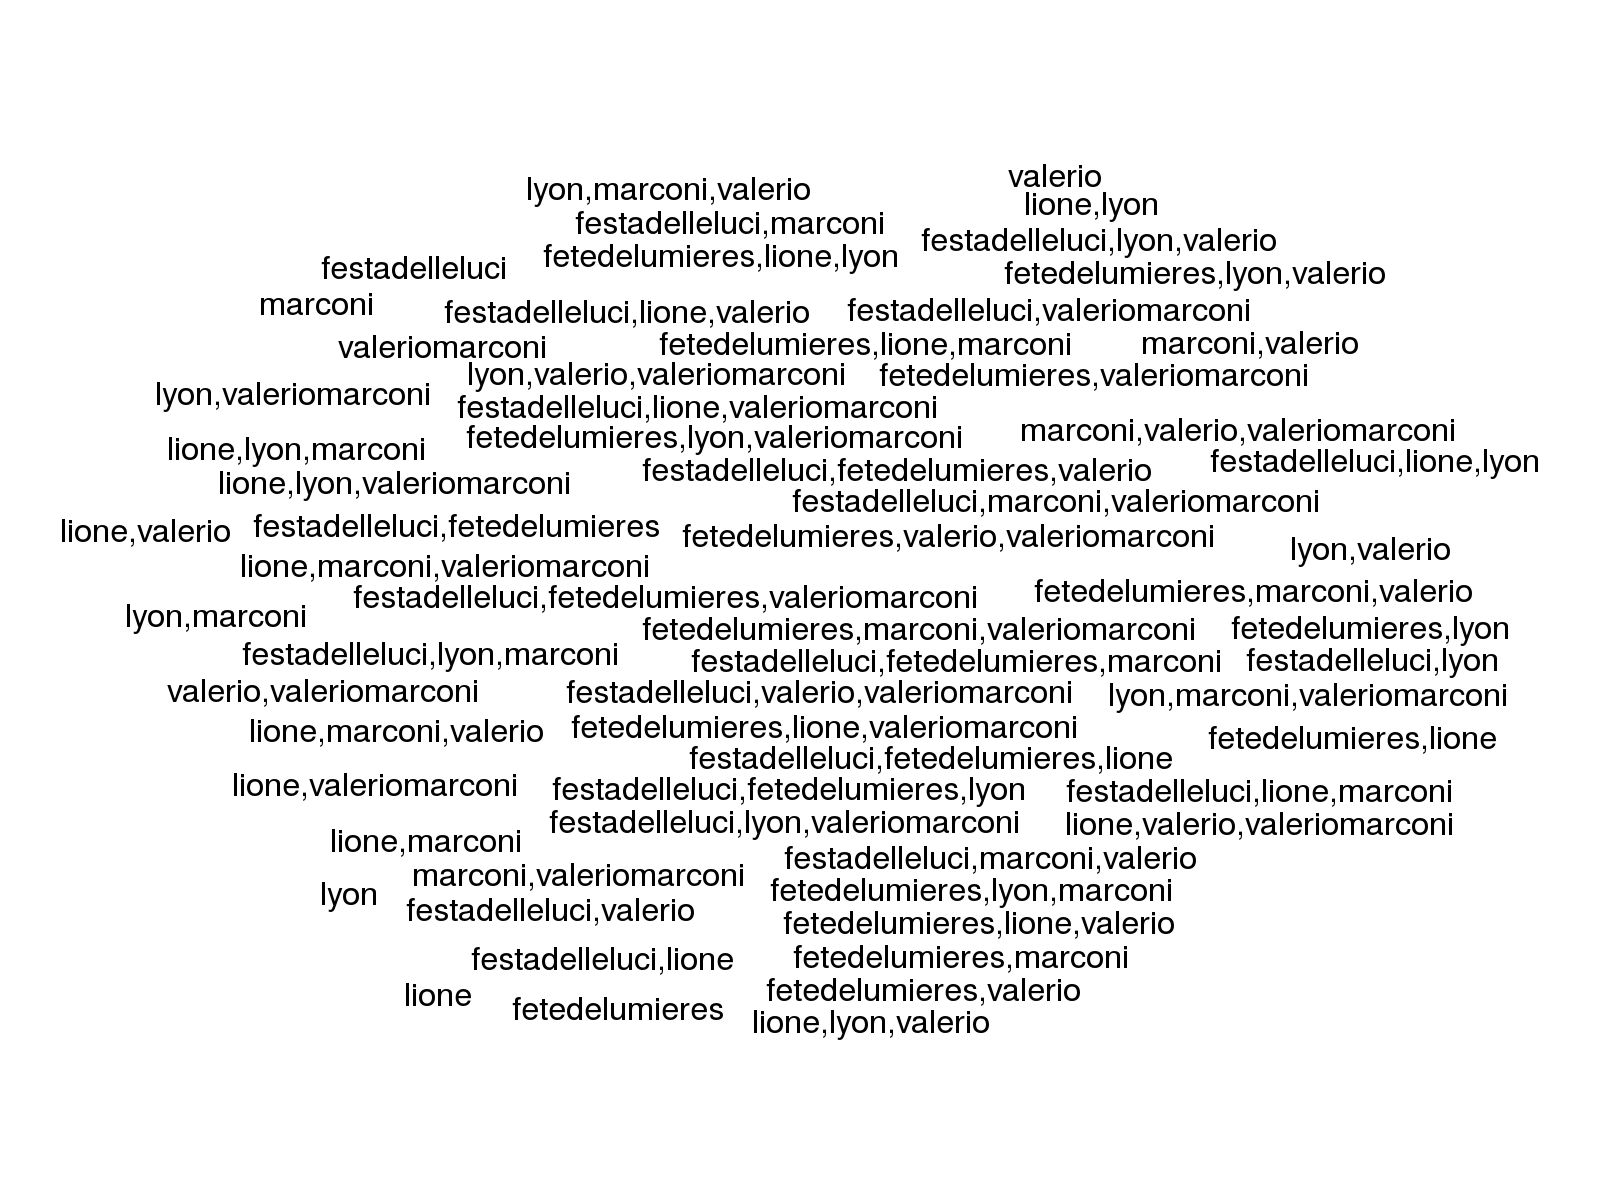 valerio
lyon,marconi,valerio
lione,lyon
festadelleluci,marconi
festadelleluci,lyon,valerio
fetedelumieres,lione,lyon
festadelleluci
fetedelumieres,lyon,valerio
marconi
festadelleluci,lione,valerio
festadelleluci,valeriomarconi
valeriomarconi
fetedelumieres,lione,marconi
marconi,valerio
lyon,valerio,valeriomarconi
fetedelumieres,valeriomarconi
lyon,valeriomarconi
festadelleluci,lione,valeriomarconi
fetedelumieres,lyon,valeriomarconi
marconi,valerio,valeriomarconi
lione,lyon,marconi
festadelleluci,fetedelumieres,valerio
festadelleluci,lione,lyon
lione,lyon,valeriomarconi
festadelleluci,marconi,valeriomarconi
lione,valerio
festadelleluci,fetedelumieres
fetedelumieres,valerio,valeriomarconi
lyon,valerio
lione,marconi,valeriomarconi
festadelleluci,fetedelumieres,valeriomarconi
fetedelumieres,marconi,valerio
lyon,marconi
fetedelumieres,marconi,valeriomarconi
fetedelumieres,lyon
festadelleluci,lyon,marconi
festadelleluci,fetedelumieres,marconi
festadelleluci,lyon
valerio,valeriomarconi
festadelleluci,valerio,valeriomarconi
lyon,marconi,valeriomarconi
lione,marconi,valerio
fetedelumieres,lione,valeriomarconi
fetedelumieres,lione
festadelleluci,fetedelumieres,lione
lione,valeriomarconi
festadelleluci,fetedelumieres,lyon
festadelleluci,lione,marconi
festadelleluci,lyon,valeriomarconi
lione,valerio,valeriomarconi
lione,marconi
festadelleluci,marconi,valerio
marconi,valeriomarconi
lyon
fetedelumieres,lyon,marconi
festadelleluci,valerio
fetedelumieres,lione,valerio
festadelleluci,lione
fetedelumieres,marconi
lione
fetedelumieres,valerio
fetedelumieres
lione,lyon,valerio